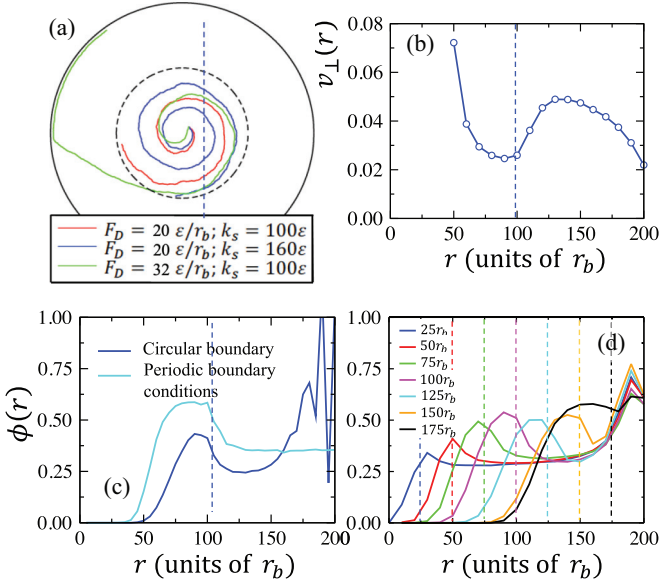 (a)
F_D = 20 ε/r_b; k_s = 100ε
F_D = 20 ε/r_b; k_s = 160ε
F_D = 32 ε/r_b; k_s = 100ε
(b)
v_⊥(r)
0.08
0.06
0.04
0.02
0.00
0 50 100 150 200
r (units of r_b)
(c)
ϕ(r)
1.00
0.75
0.50
0.25
0.00
Circular boundary
Periodic boundary
conditions
0 50 100 150 200
r (units of r_b)
(d)
1.00
0.75
0.50
0.25
0.00
25r_b
50r_b
75r_b
100r_b
125r_b
150r_b
175r_b
0 50 100 150 200
r (units of r_b)